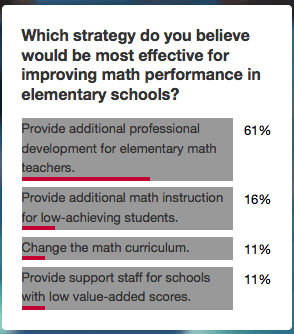 Which strategy do you believe
would be most effective for
improving math performance in
elementary schools?
Provide additional professional
development for elementary math
teachers.
61%
Provide additional math instruction
for low-achieving students.
16%
Change the math curriculum.
11%
Provide support staff for schools
with low value-added scores.
11%